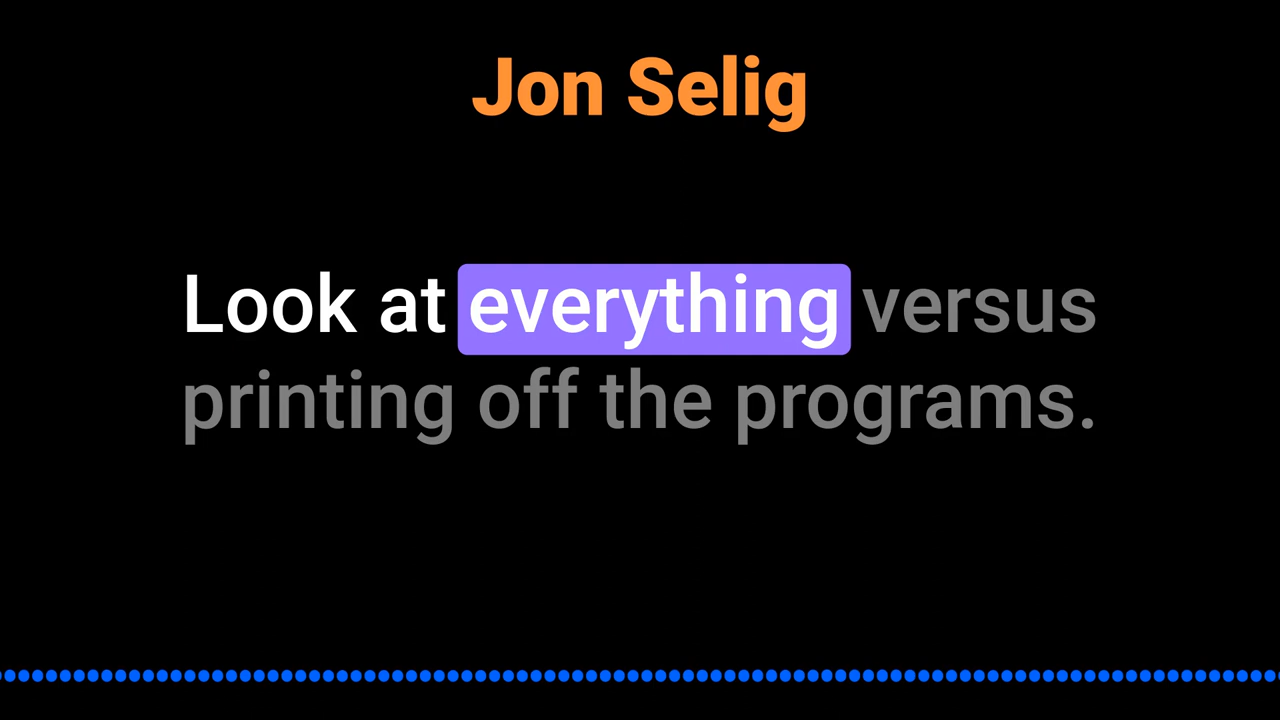 Jon Selig
Look at everything versus
printing off the programs.